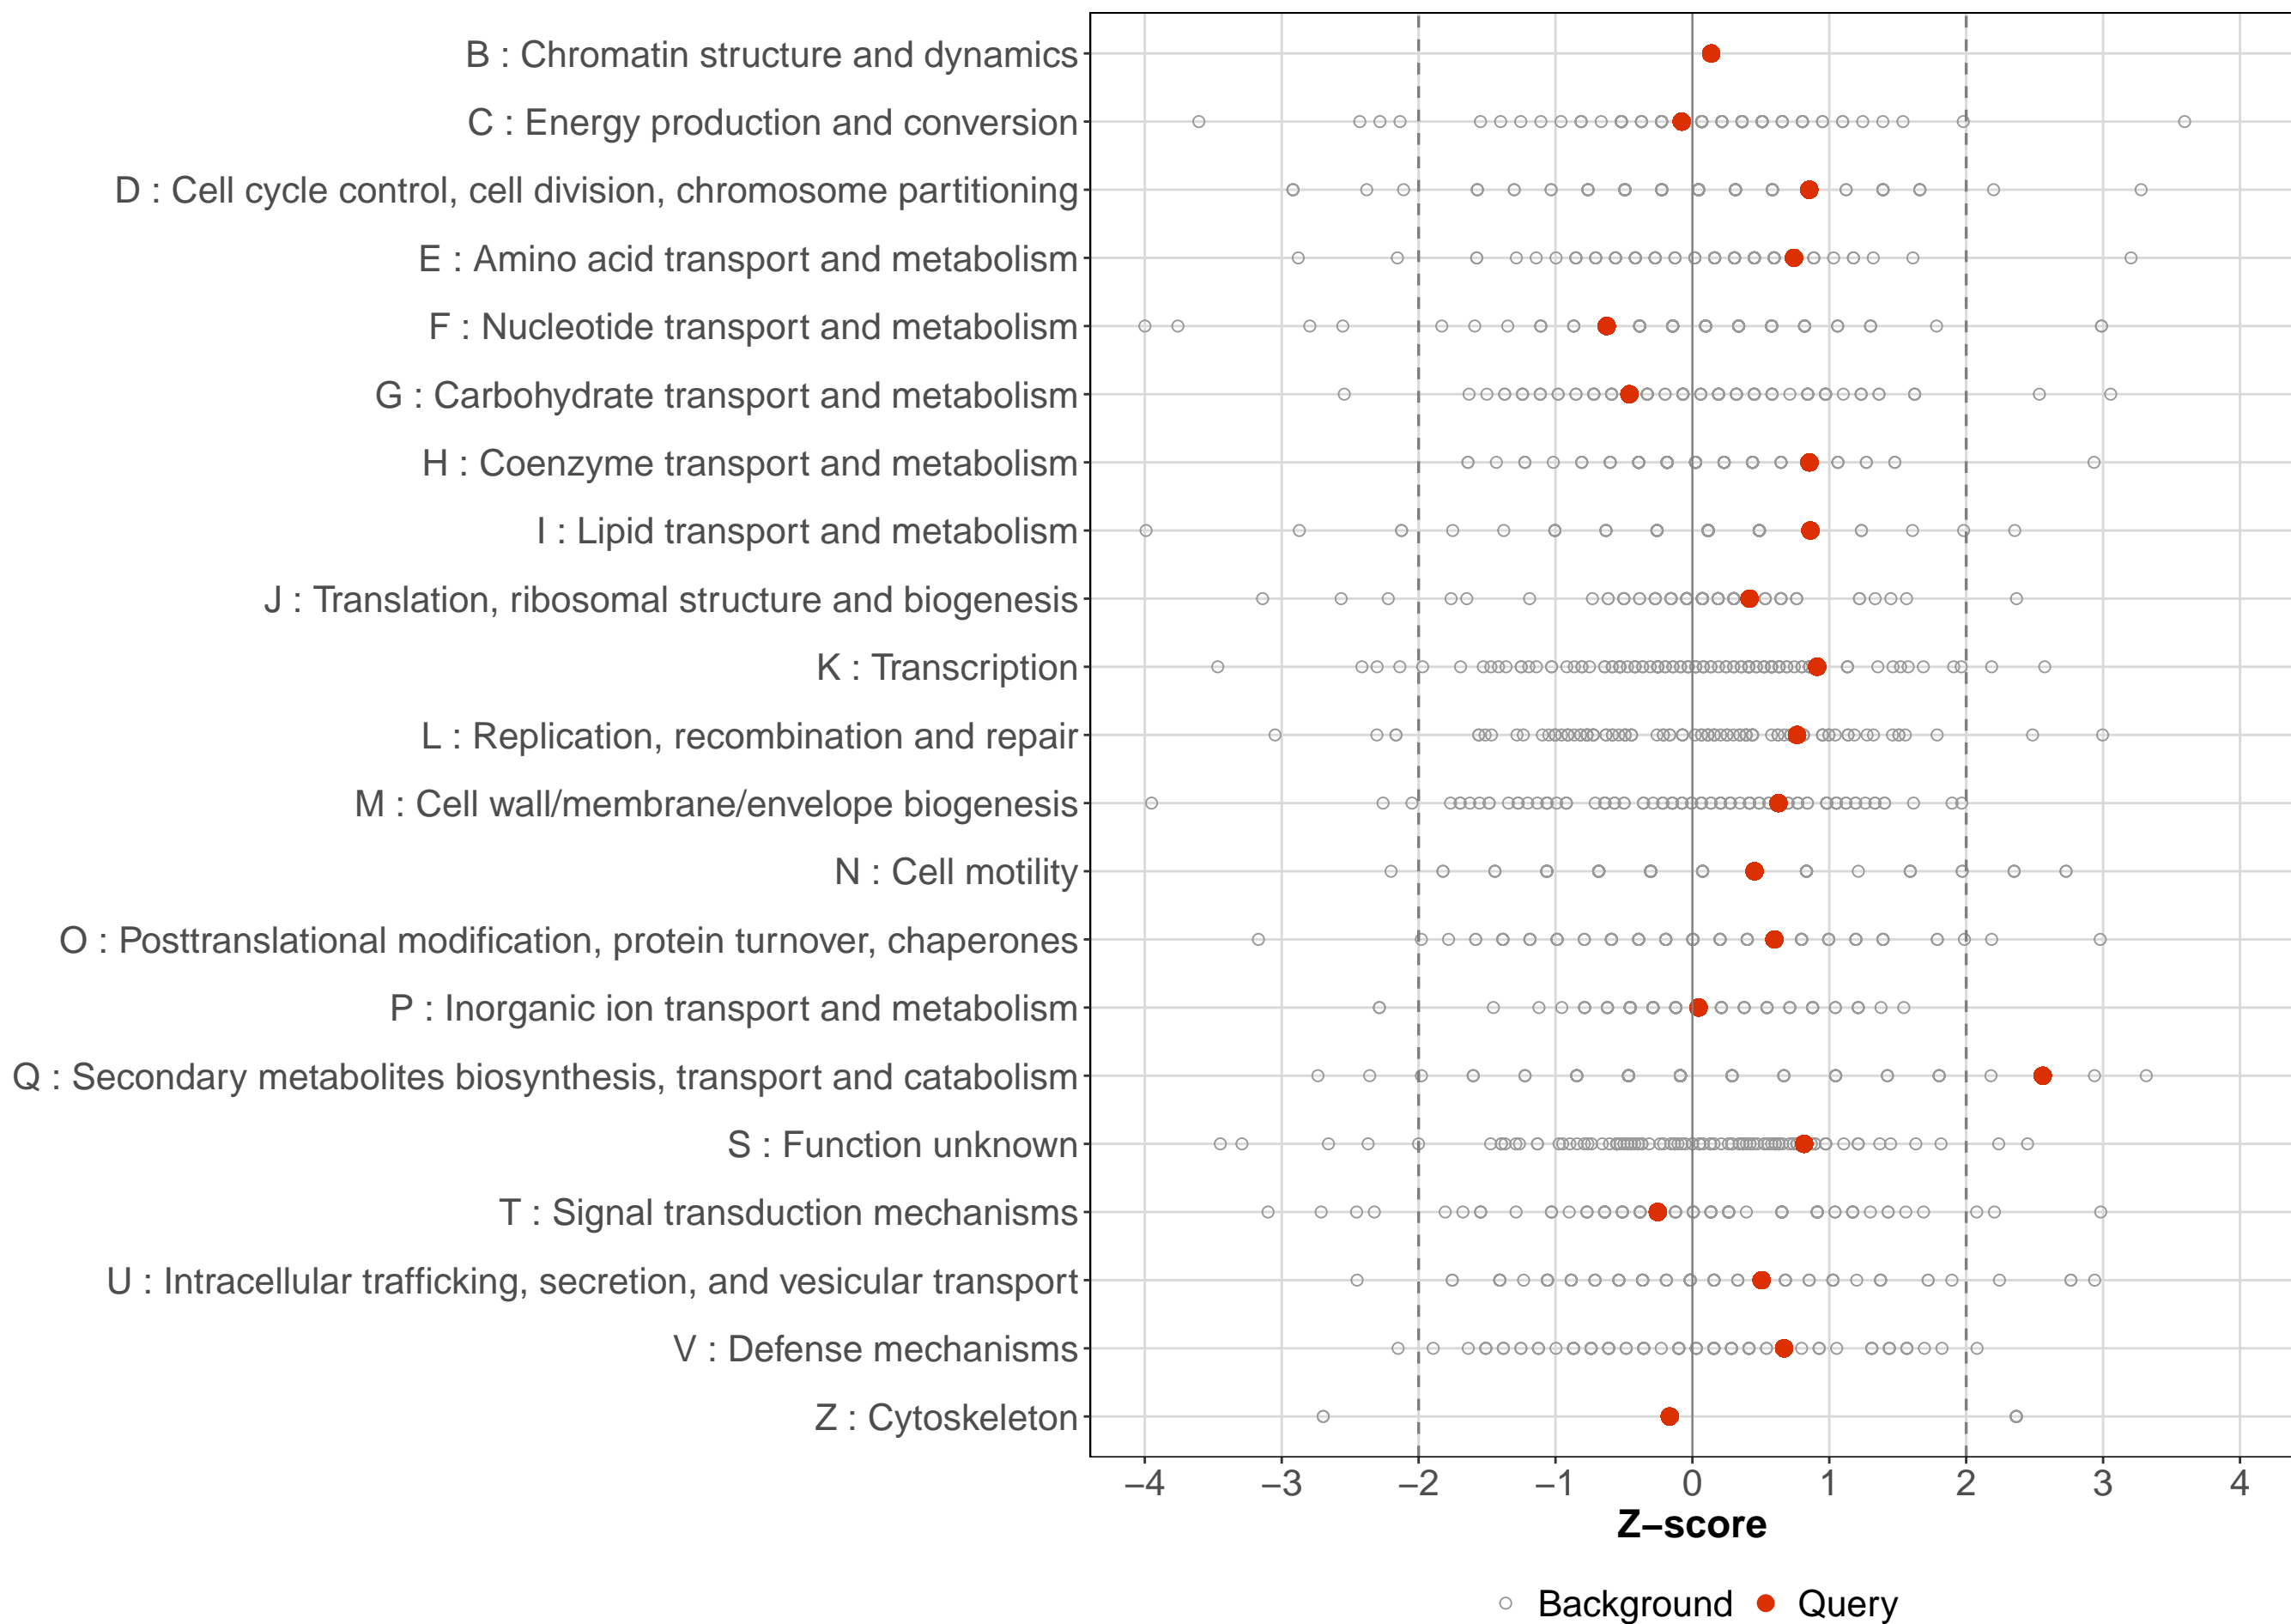 B : Chromatin structure and dynamics
C : Energy production and conversion
D : Cell cycle control, cell division, chromosome partitioning
E : Amino acid transport and metabolism
F : Nucleotide transport and metabolism
G : Carbohydrate transport and metabolism
H : Coenzyme transport and metabolism
I : Lipid transport and metabolism
J : Translation, ribosomal structure and biogenesis
K : Transcription
L : Replication, recombination and repair
M : Cell wall/membrane/envelope biogenesis
N : Cell motility
O : Posttranslational modification, protein turnover, chaperones
P : Inorganic ion transport and metabolism
Q : Secondary metabolites biosynthesis, transport and catabolism
S : Function unknown
T : Signal transduction mechanisms
U : Intracellular trafficking, secretion, and vesicular transport
V : Defense mechanisms
Z : Cytoskeleton
−4 −3 −2 −1 0 1 2 3 4
Z−score
Background Query